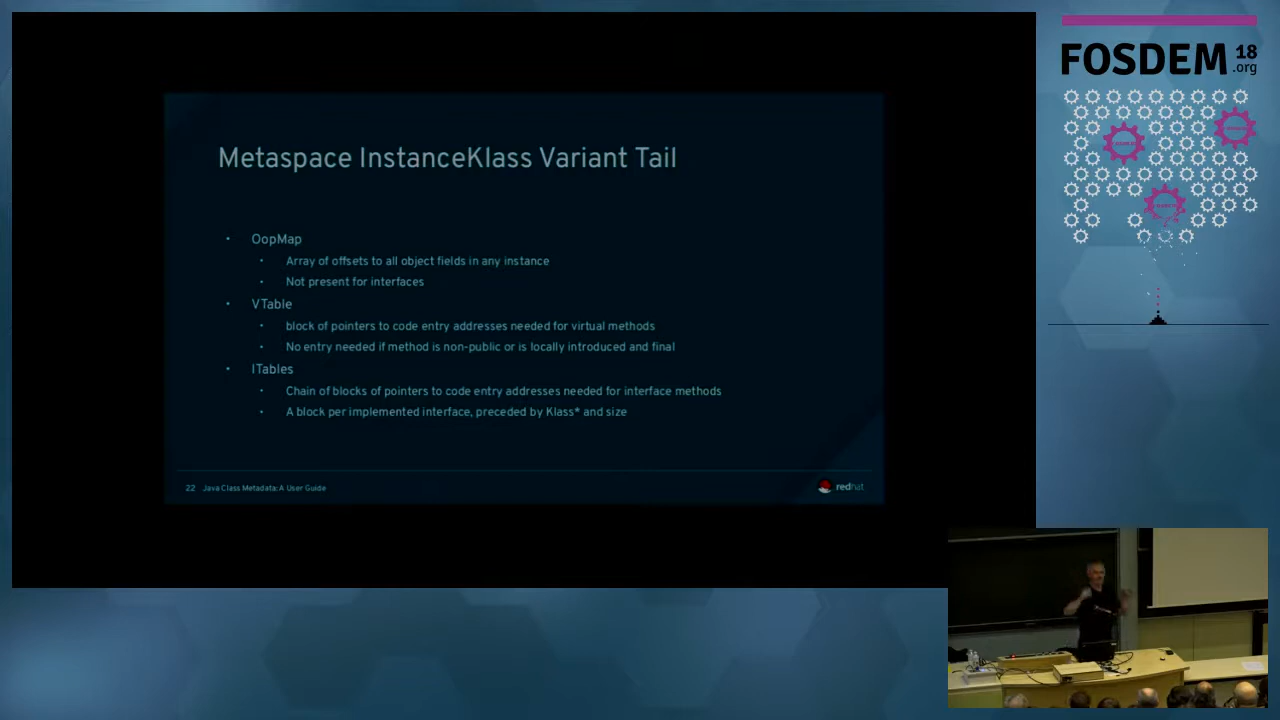 FOSDEM 18
.org
Metaspace InstanceKlass Variant Tail
• OopMap
• Array of offsets to all object fields in any instance
• Not present for interfaces
• VTable
• block of pointers to code entry addresses needed for virtual methods
• No entry needed if method is non-public or is locally introduced and final
• ITables
• Chain of blocks of pointers to code entry addresses needed for interface methods
• A block per implemented interface, preceded by Klass* and size
22 Java Class Metadata: A User Guide
redhat